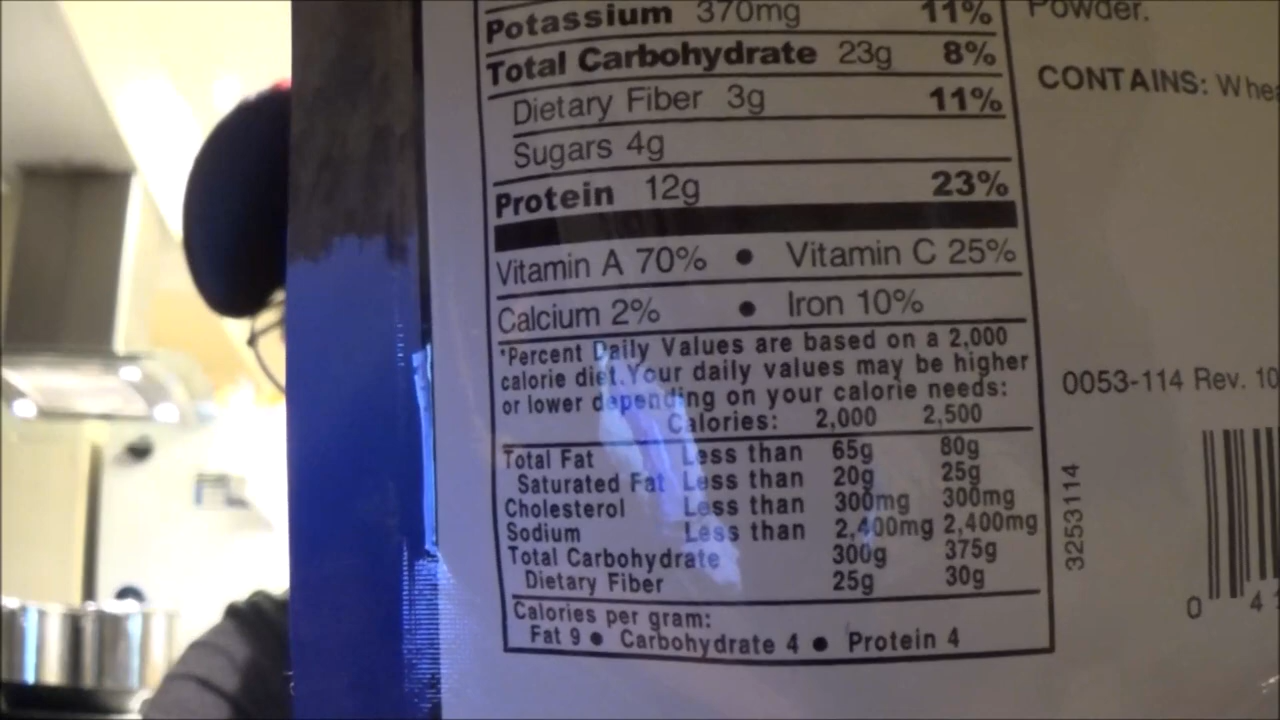 Potassium 370mg 11%
Total Carbohydrate 23g 8%
Dietary Fiber 3g 11%
Sugars 4g
Protein 12g 23%
Vitamin A 70% • Vitamin C 25%
Calcium 2% • Iron 10%
*Percent Daily Values are based on a 2,000
calorie diet. Your daily values may be higher
or lower depending on your calorie needs:
Calories: 2,000 2,500
Total Fat Less than 65g 80g
Saturated Fat Less than 20g 25g
Cholesterol Less than 300mg 300mg
Sodium Less than 2,400mg 2,400mg
Total Carbohydrate 300g 375g
Dietary Fiber 25g 30g
Calories per gram:
Fat 9 • Carbohydrate 4 • Protein 4
Powder.
CONTAINS:
0053-114 Rev. 10
3253114
0 4